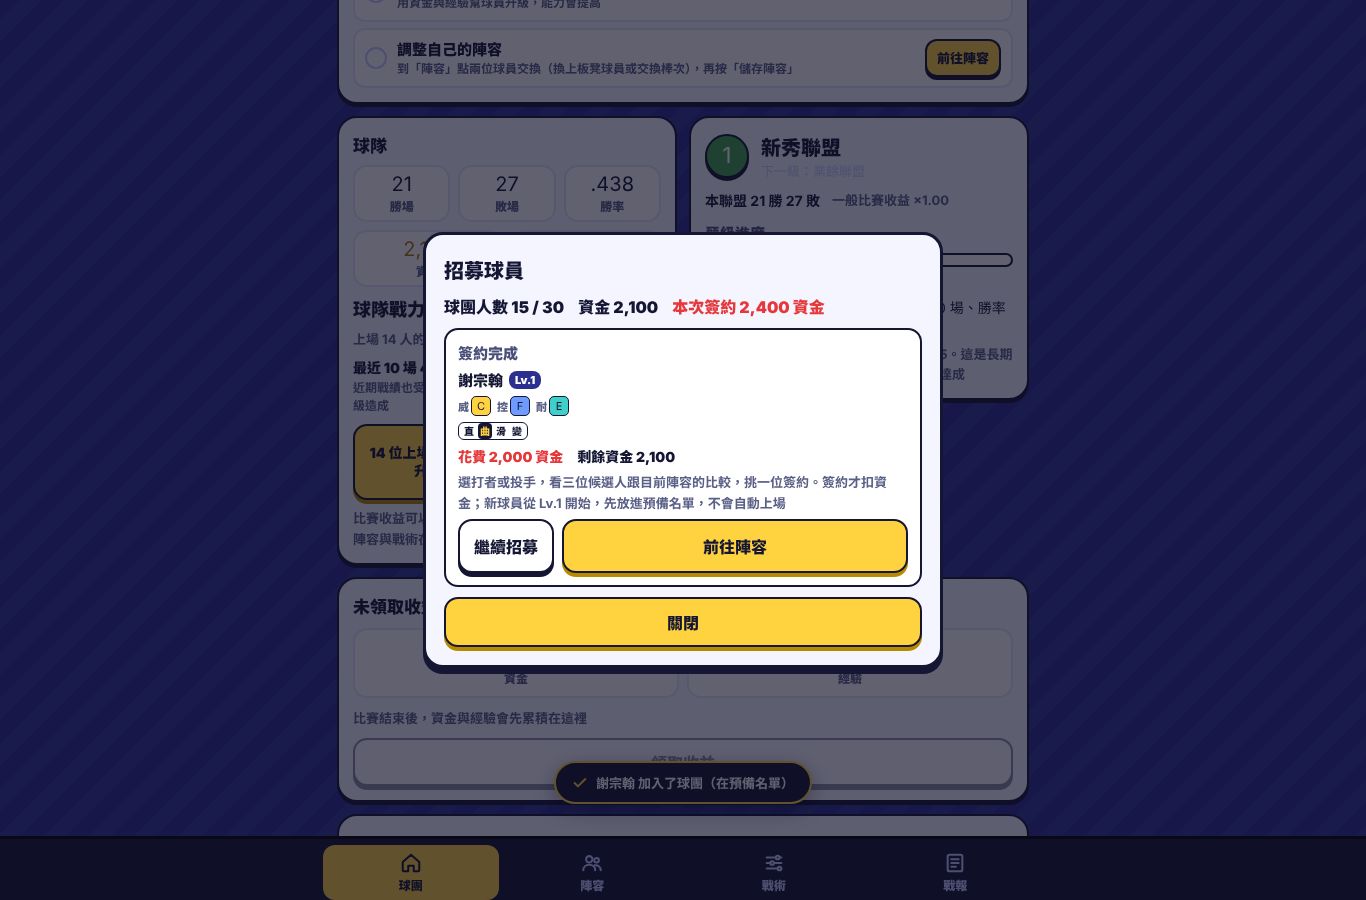 用資金與經驗幫球員升級，能力會提高
調整自己的陣容
到「陣容」點兩位球員交換（換上板凳球員或交換棒次），再按「儲存陣容」
前往陣容
球隊
21
勝場
27
敗場
.438
勝率
1
新秀聯盟
下一級：業餘聯盟
本聯盟 21 勝 27 敗 一般比賽收益 ×1.00
場、勝率
。這是長期
達成
球隊戰力
上場 14 人的
最近 10 場
近期戰績也受
級造成
14 位上場
升
比賽收益可以
陣容與戰術在
招募球員
球團人數 15 / 30 資金 2,100 本次簽約 2,400 資金
簽約完成
謝宗翰 Lv.1
威 C 控 F 耐 E
直 曲 滑 變
花費 2,000 資金 剩餘資金 2,100
選打者或投手，看三位候選人跟目前陣容的比較，挑一位簽約。簽約才扣資
金；新球員從 Lv.1 開始，先放進預備名單，不會自動上場
繼續招募
前往陣容
關閉
未領取收
資金
經驗
比賽結束後，資金與經驗會先累積在這裡
領取收益
謝宗翰 加入了球團（在預備名單）
球團
陣容
戰術
戰報